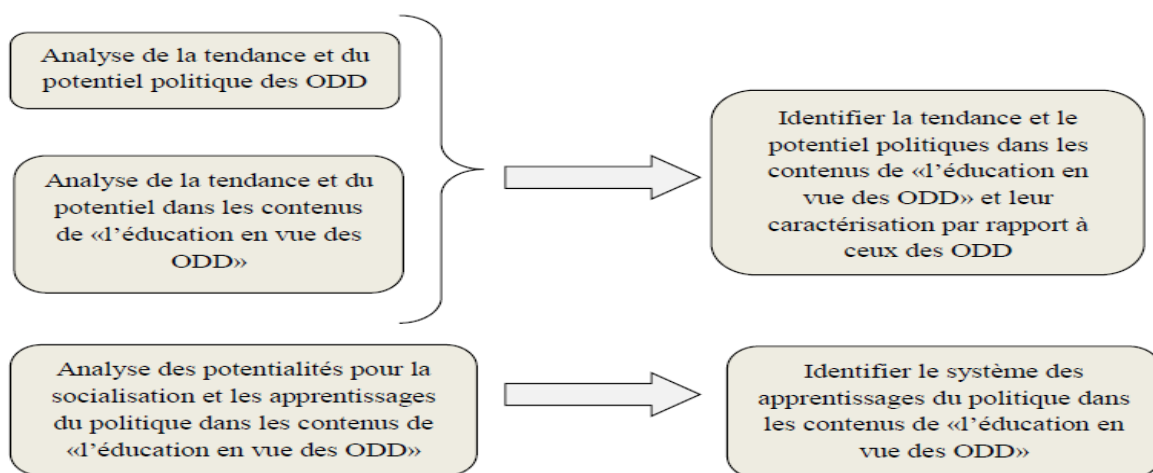 Analyse de la tendance et du
potentiel politique des ODD
Analyse de la tendance et du
potentiel dans les contenus
de «l’éducation en vue des
ODD»
Identifier la tendance et le
potentiel politiques dans les
contenus de «l’éducation en
vue des ODD» et leur
caractérisation par rapport à
ceux des ODD
Analyse des potentialités pour la
socialisation et les apprentissages
du politique dans les contenus de
«l’éducation en vue des ODD»
Identifier le système des
apprentissages du politique dans
les contenus de «l’éducation en
vue des ODD»